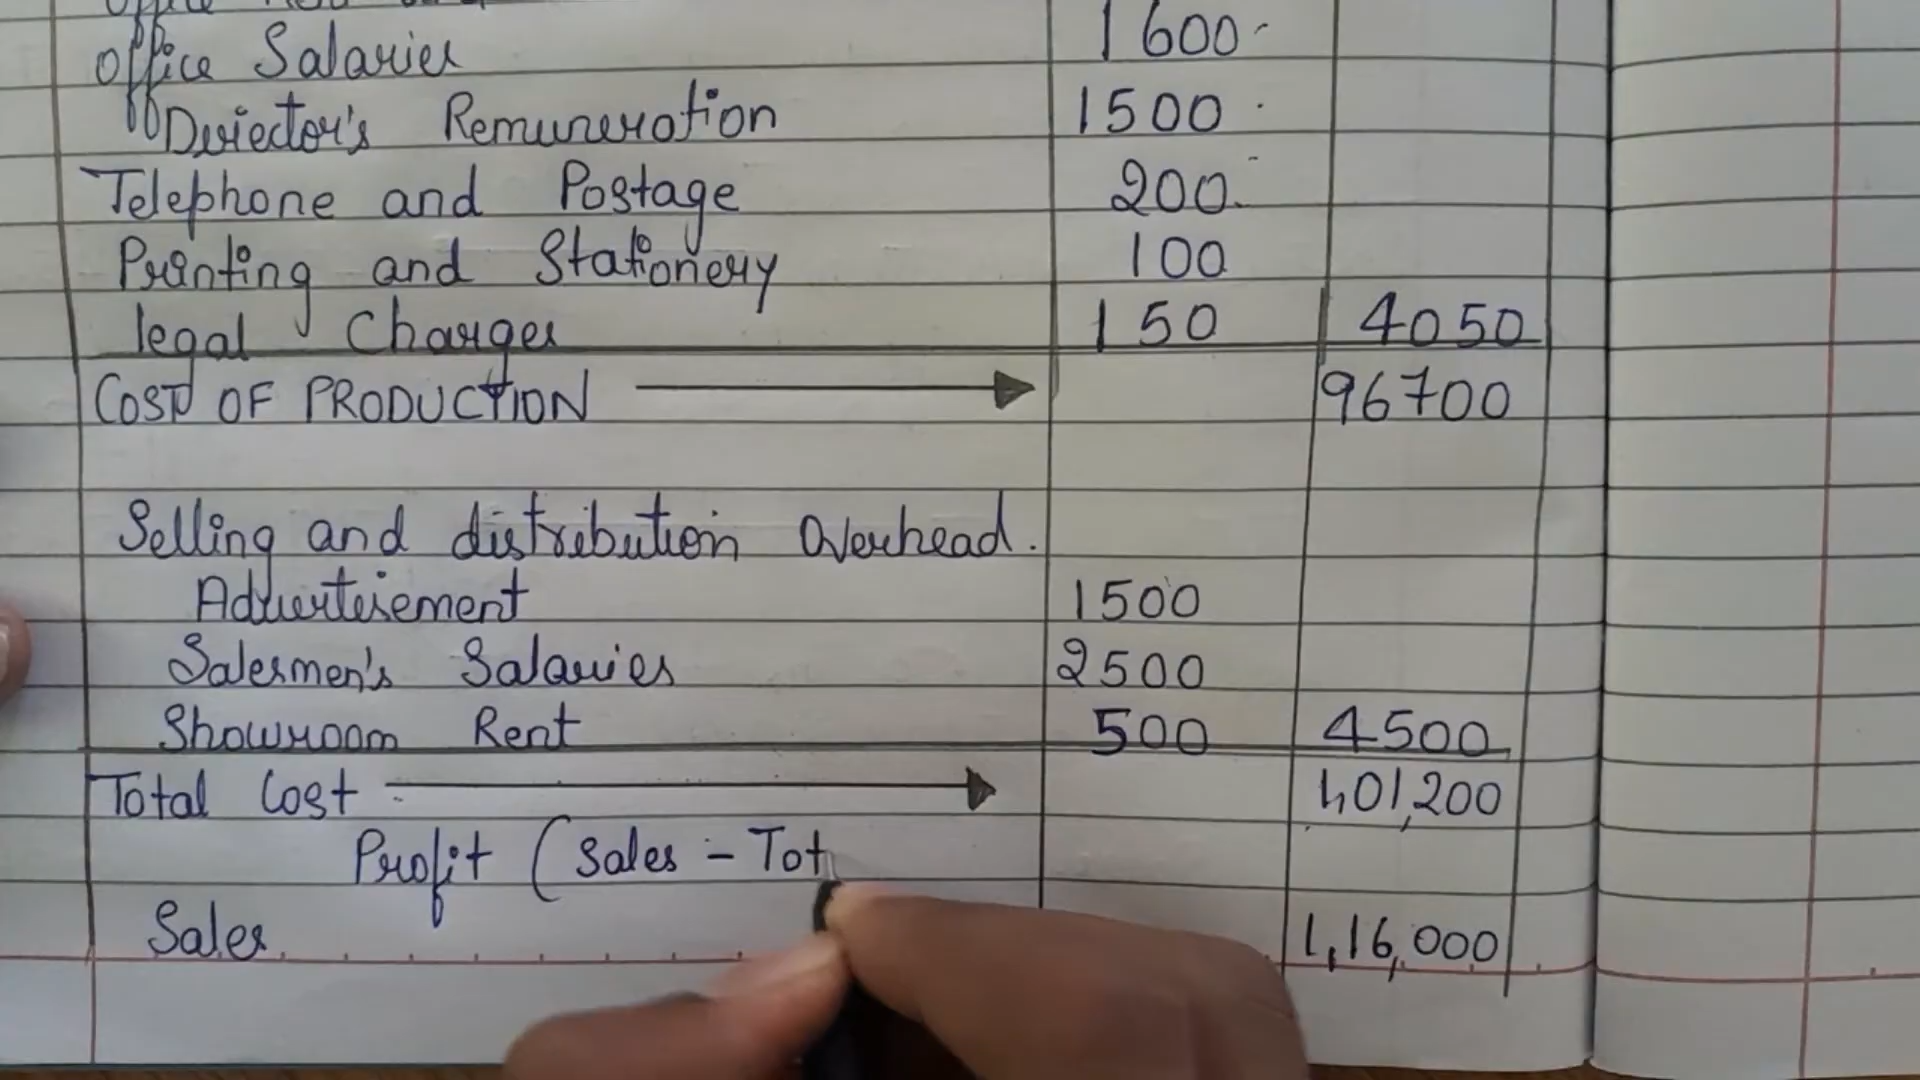 Office Salaries 1600
Director's Remuneration 1500
Telephone and Postage 200
Printing and Stationery 100
legal Charges 150 4050
COST OF PRODUCTION 96700
Selling and distribution Overhead.
Advertisement 1500
Salesmen's Salaries 2500
Showroom Rent 500 4500
Total Cost 1,01,200
Profit (Sales - Tot
Sales 1,16,000